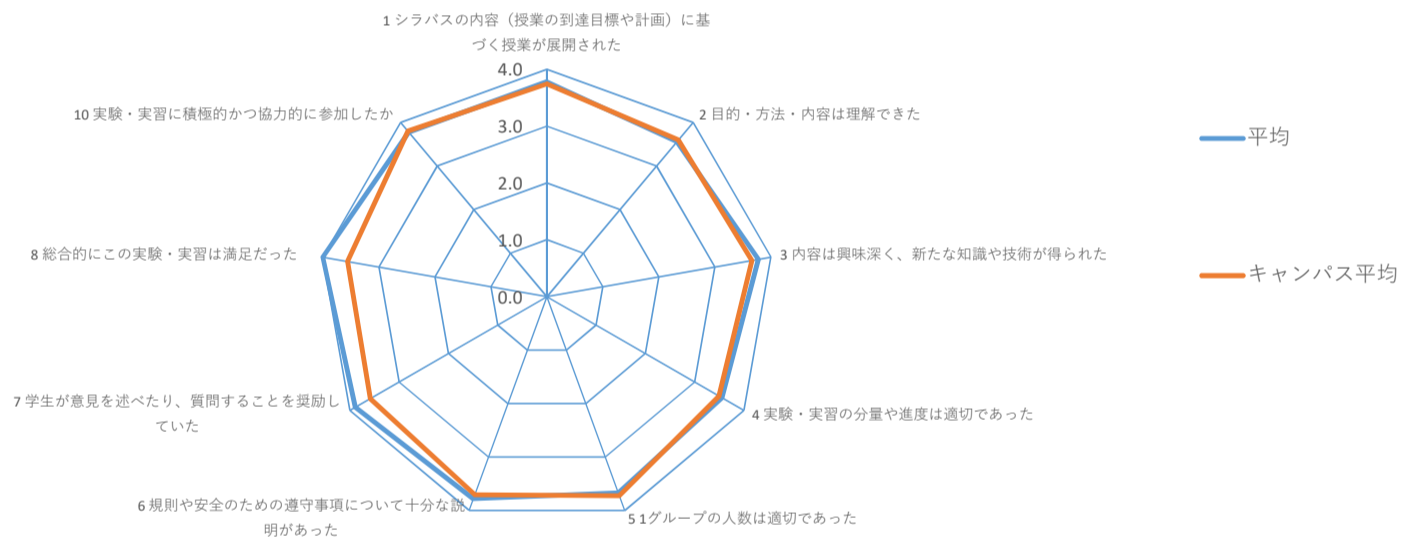 1 シラバスの内容（授業の到達目標や計画）に基
づく授業が展開された
4.0
3.0
2.0
1.0
0.0
2 目的・方法・内容は理解できた
3 内容は興味深く、新たな知識や技術が得られた
4 実験・実習の分量や進度は適切であった
5 1グループの人数は適切であった
6 規則や安全のための遵守事項について十分な説
明があった
7 学生が意見を述べたり、質問することを奨励し
ていた
8 総合的にこの実験・実習は満足だった
10 実験・実習に積極的かつ協力的に参加したか
平均
キャンパス平均